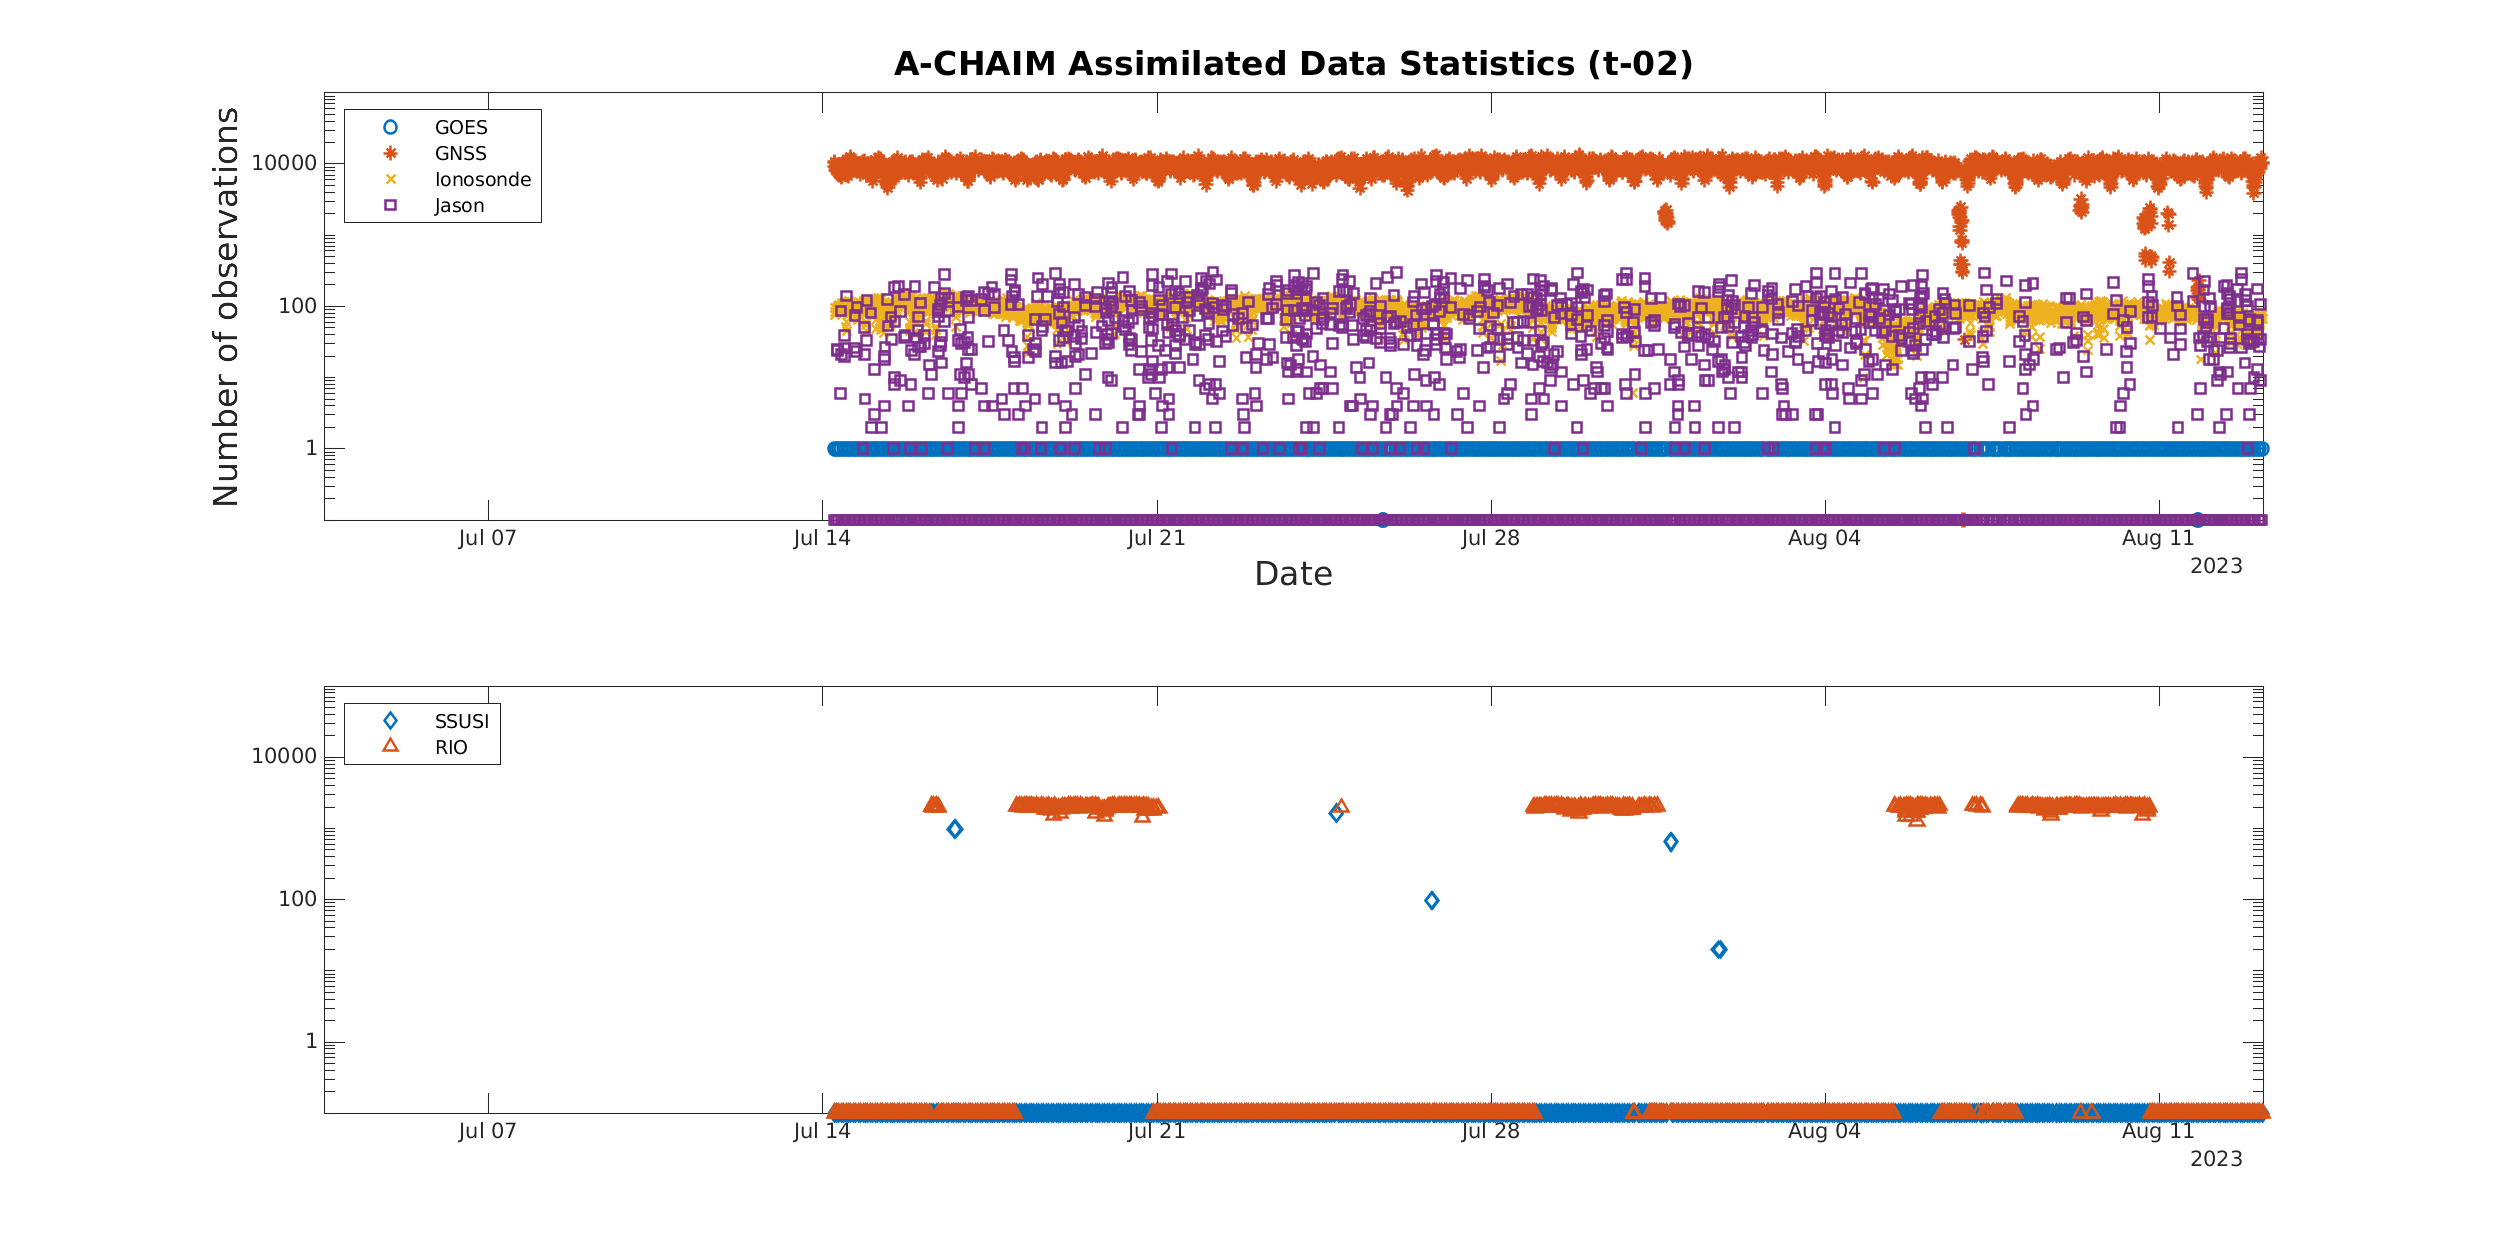 A-CHAIM Assimilated Data Statistics (t-02)
Number of observations
10000
100
1
GOES
GNSS
Ionosonde
Jason
Jul 07
Jul 14
Jul 21
Jul 28
Aug 04
Aug 11
2023
Date
10000
100
1
SSUSI
RIO
Jul 07
Jul 14
Jul 21
Jul 28
Aug 04
Aug 11
2023